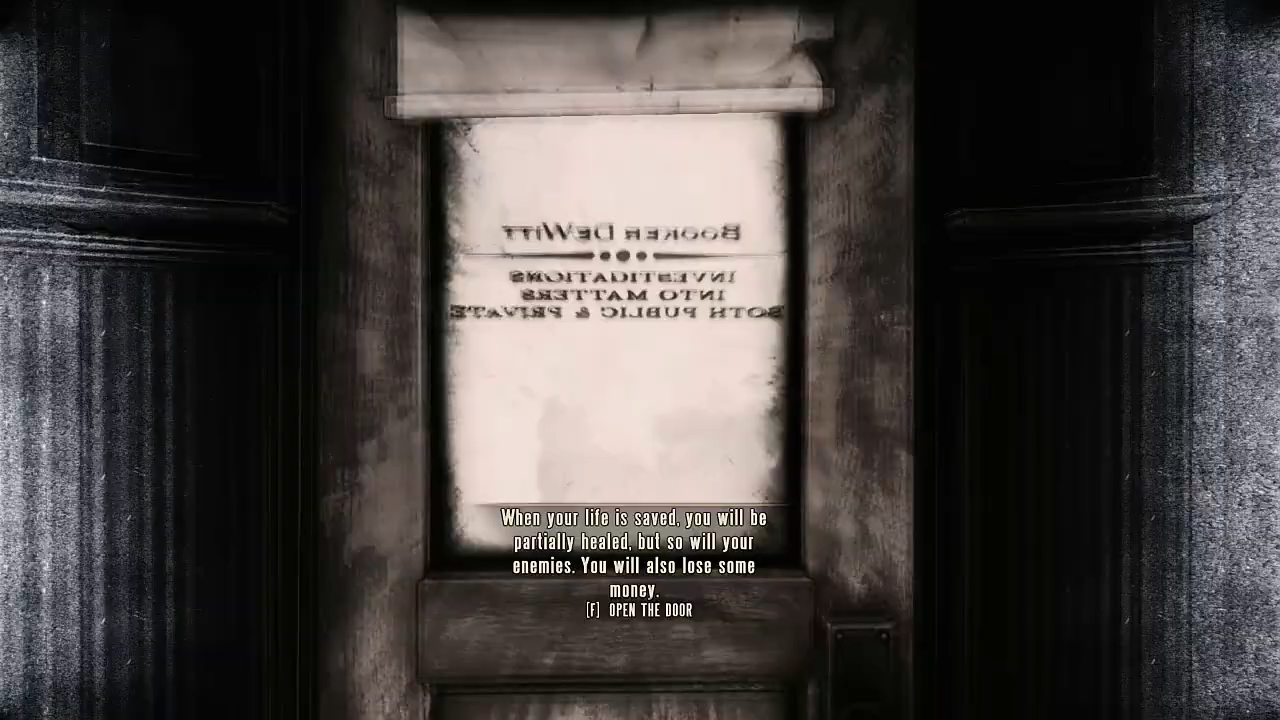 BOOKER DEWITT
INVESTIGATIONS
INTO MATTERS
BOTH PUBLIC & PRIVATE
When your life is saved, you will be
partially healed, but so will your
enemies. You will also lose some
money.
[F] OPEN THE DOOR